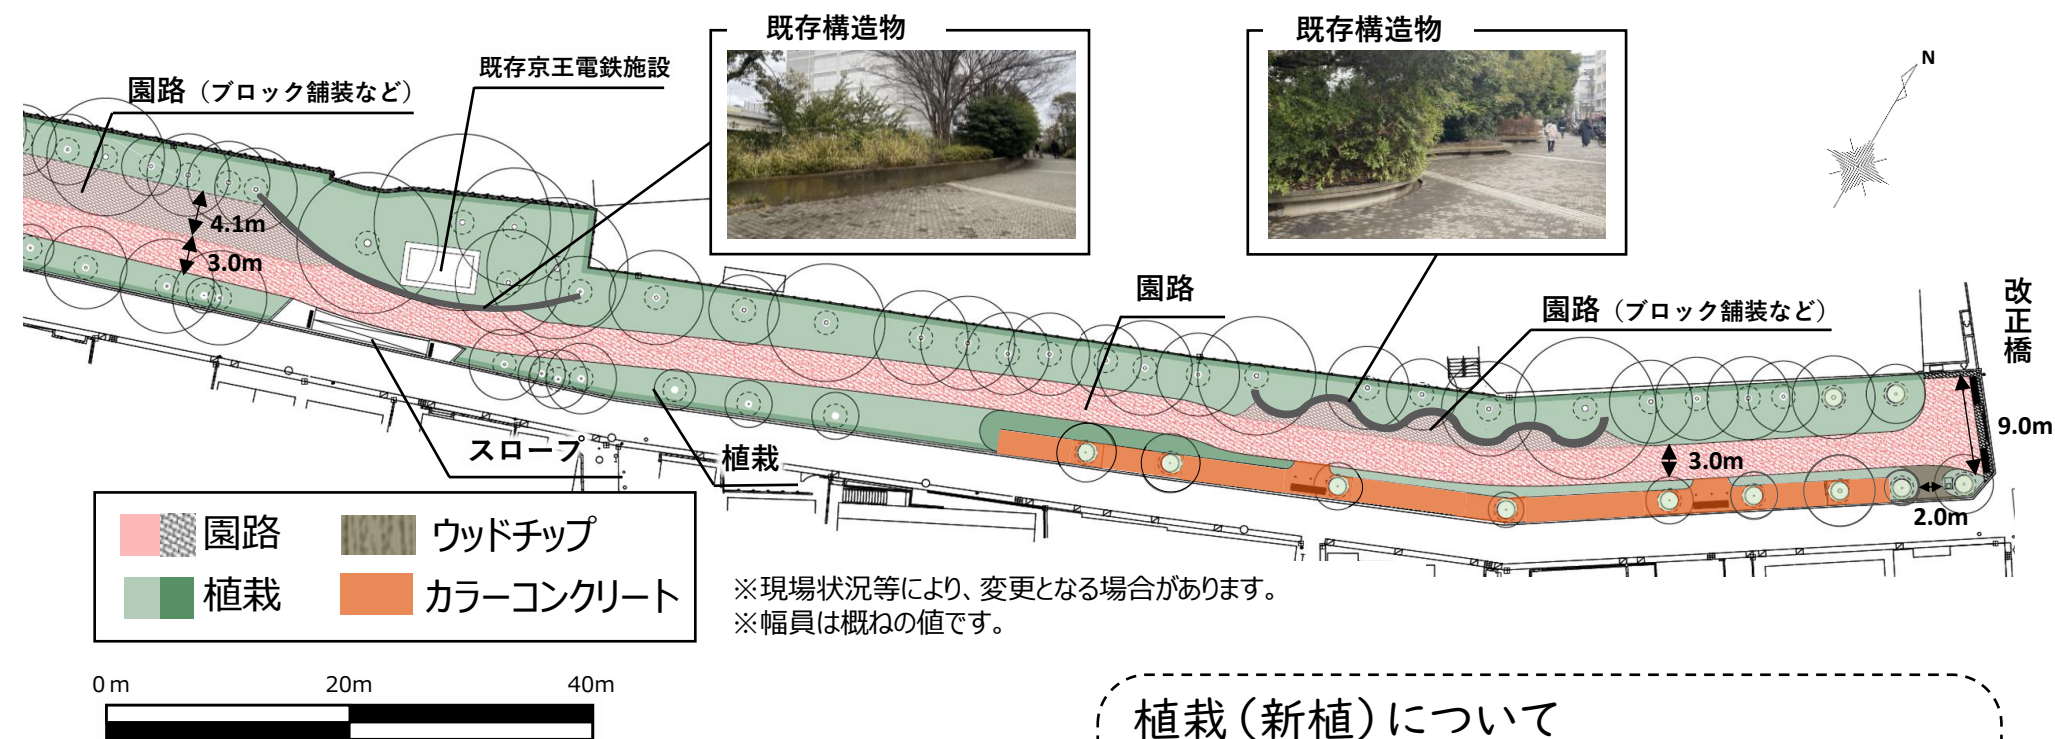 既存構造物
既存構造物
既存京王電鉄施設
園路（ブロック舗装など）
N
4.1m
3.0m
園路
園路（ブロック舗装など）
改正橋
9.0m
3.0m
2.0m
スロープ
植栽
園路
ウッドチップ
植栽
カラーコンクリート
※現場状況等により、変更となる場合があります。
※幅員は概ねの値です。
0m 20m 40m
植栽（新植）について